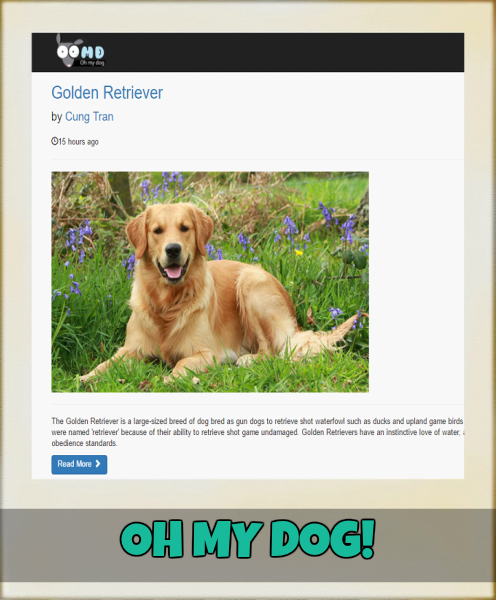 OOMD
Oh my dog
Golden Retriever
by Cung Tran
15 hours ago
The Golden Retriever is a large-sized breed of dog bred as gun dogs to retrieve shot waterfowl such as ducks and upland game birds
were named 'retriever' because of their ability to retrieve shot game undamaged. Golden Retrievers have an instinctive love of water, a
obedience standards.
Read More
OH MY DOG!